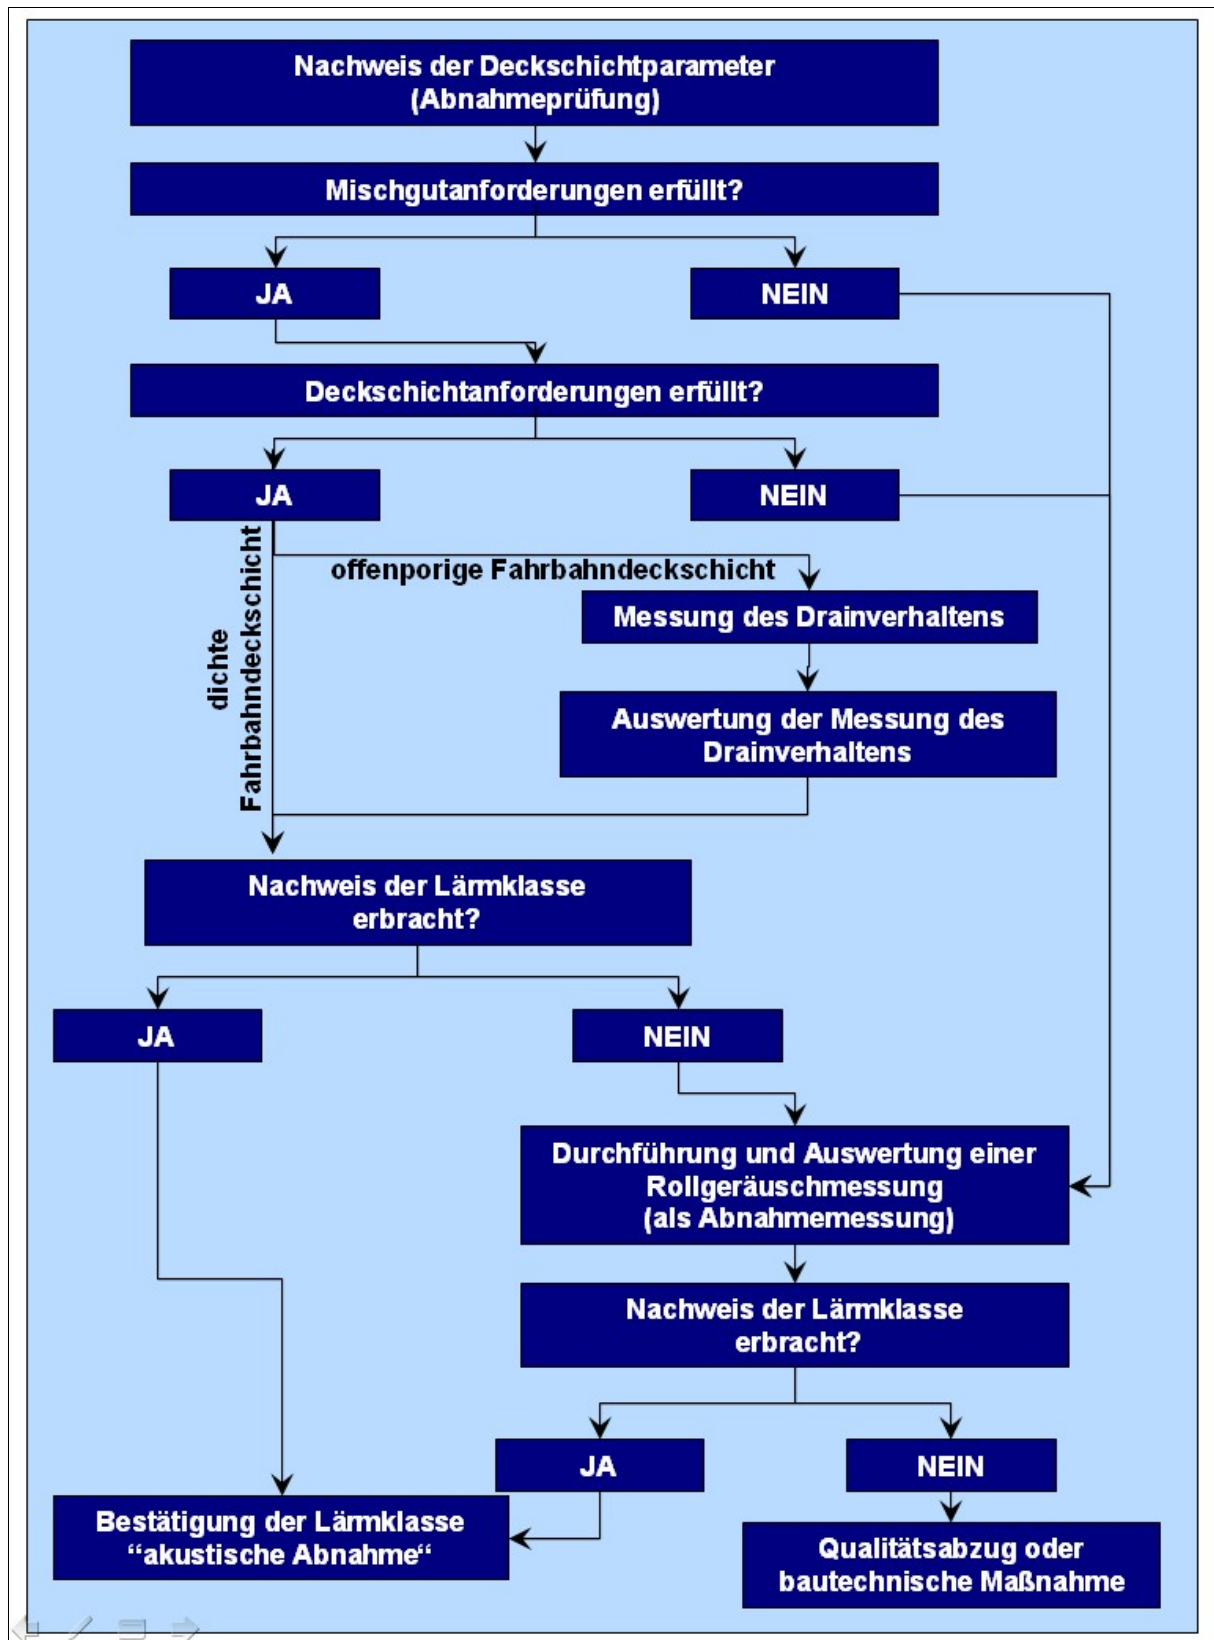 Nachweis der Deckschichtparameter
(Abnahmeprüfung)
Mischgutanforderungen erfüllt?
JA
NEIN
Deckschichtanforderungen erfüllt?
JA
NEIN
dichte
Fahrbahndeckschicht
offenporige Fahrbahndeckschicht
Messung des Drainverhaltens
Auswertung der Messung des
Drainverhaltens
Nachweis der Lärmklasse
erbracht?
JA
NEIN
Durchführung und Auswertung einer
Rollgeräuschmessung
(als Abnahmemessung)
Nachweis der Lärmklasse
erbracht?
JA
NEIN
Bestätigung der Lärmklasse
“akustische Abnahme“
Qualitätsabzug oder
bautechnische Maßnahme